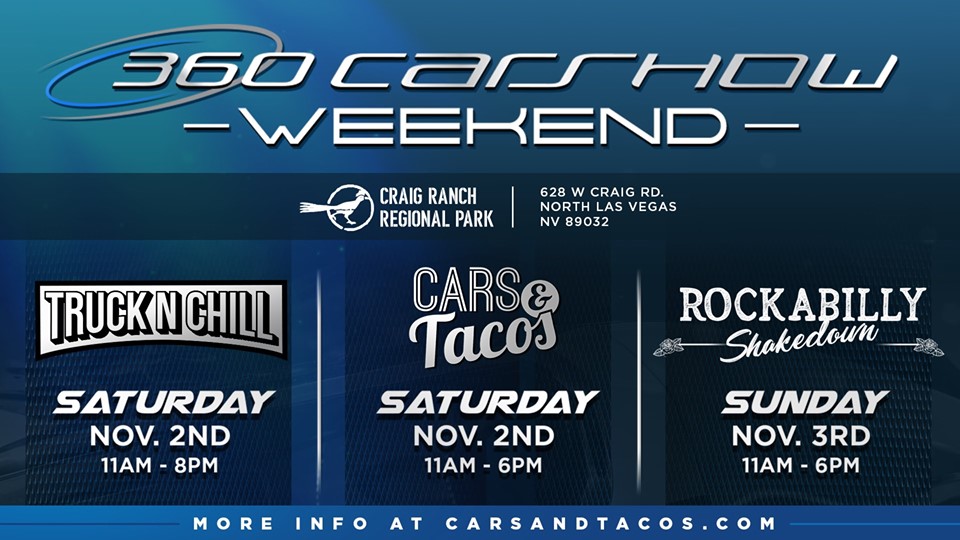 360 CARSHOW
-WEEKEND-
CRAIG RANCH
REGIONAL PARK
628 W CRAIG RD.
NORTH LAS VEGAS
NV 89032
TRUCK N CHILL
SATURDAY
NOV. 2ND
11AM - 8PM
CARS &
Tacos
SATURDAY
NOV. 2ND
11AM - 6PM
ROCKABILLY
Shakedown
SUNDAY
NOV. 3RD
11AM - 6PM
MORE INFO AT CARSANDTACOS.COM